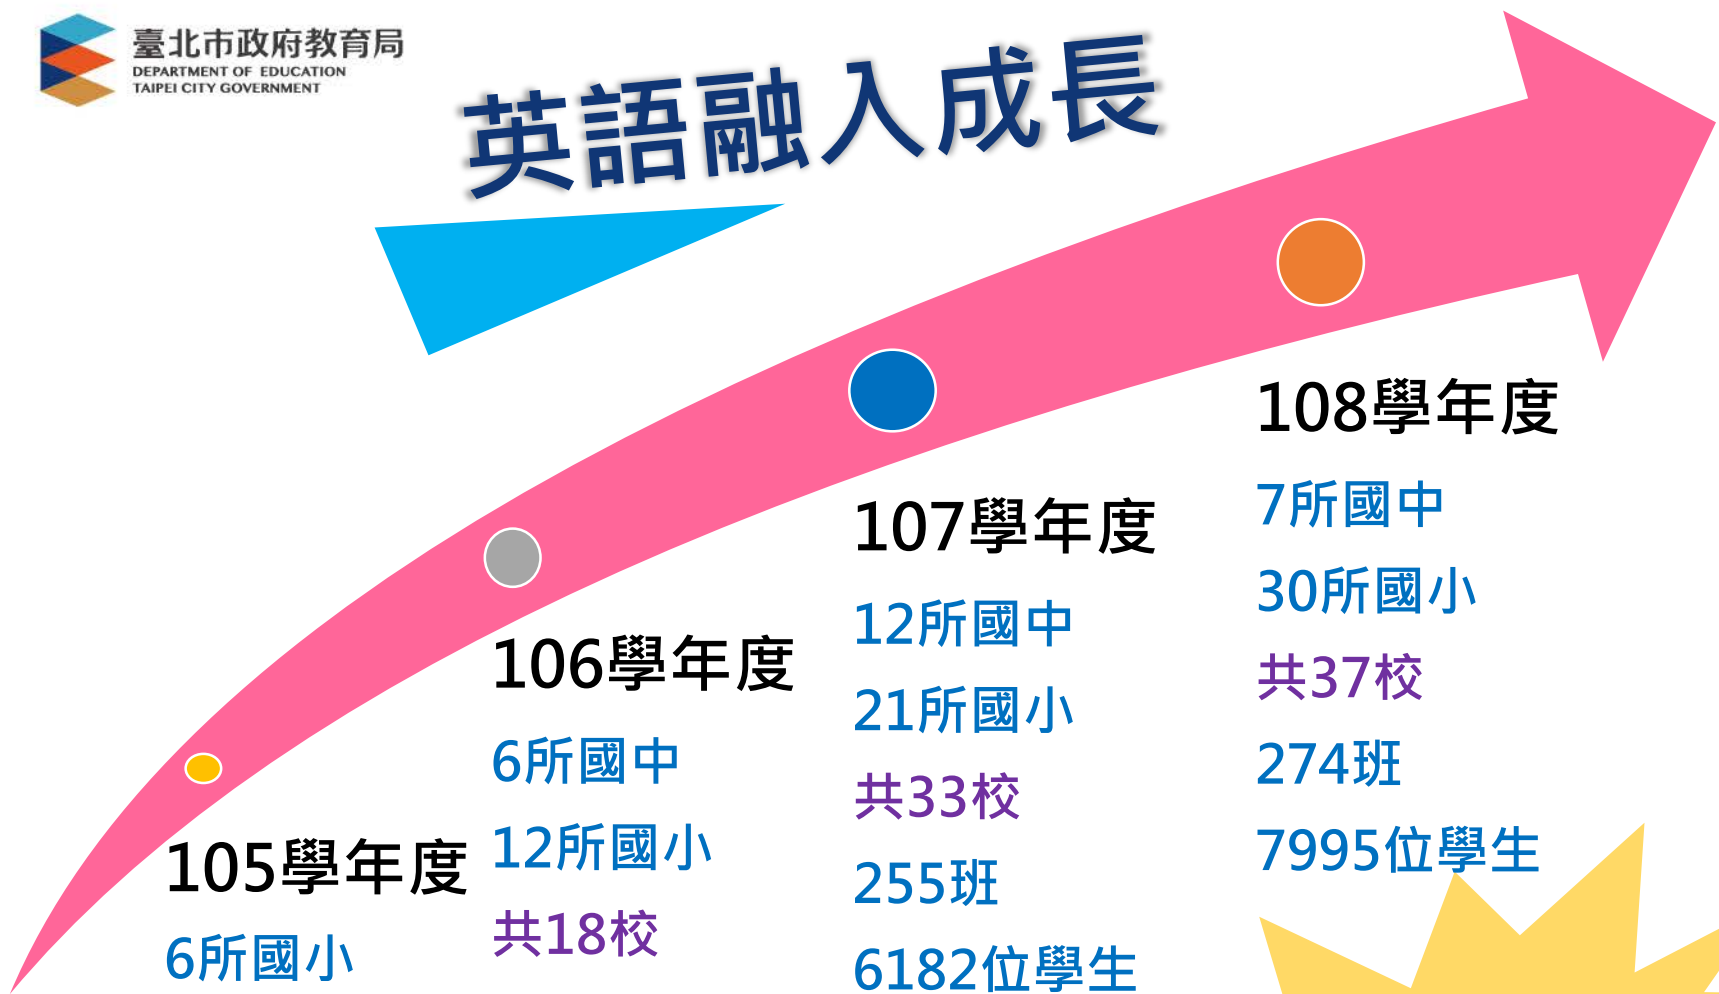 臺北市政府教育局
DEPARTMENT OF EDUCATION
TAIPEI CITY GOVERNMENT
英語融入成長
105學年度
6所國小
106學年度
6所國中
12所國小
共18校
107學年度
12所國中
21所國小
共33校
255班
6182位學生
108學年度
7所國中
30所國小
共37校
274班
7995位學生